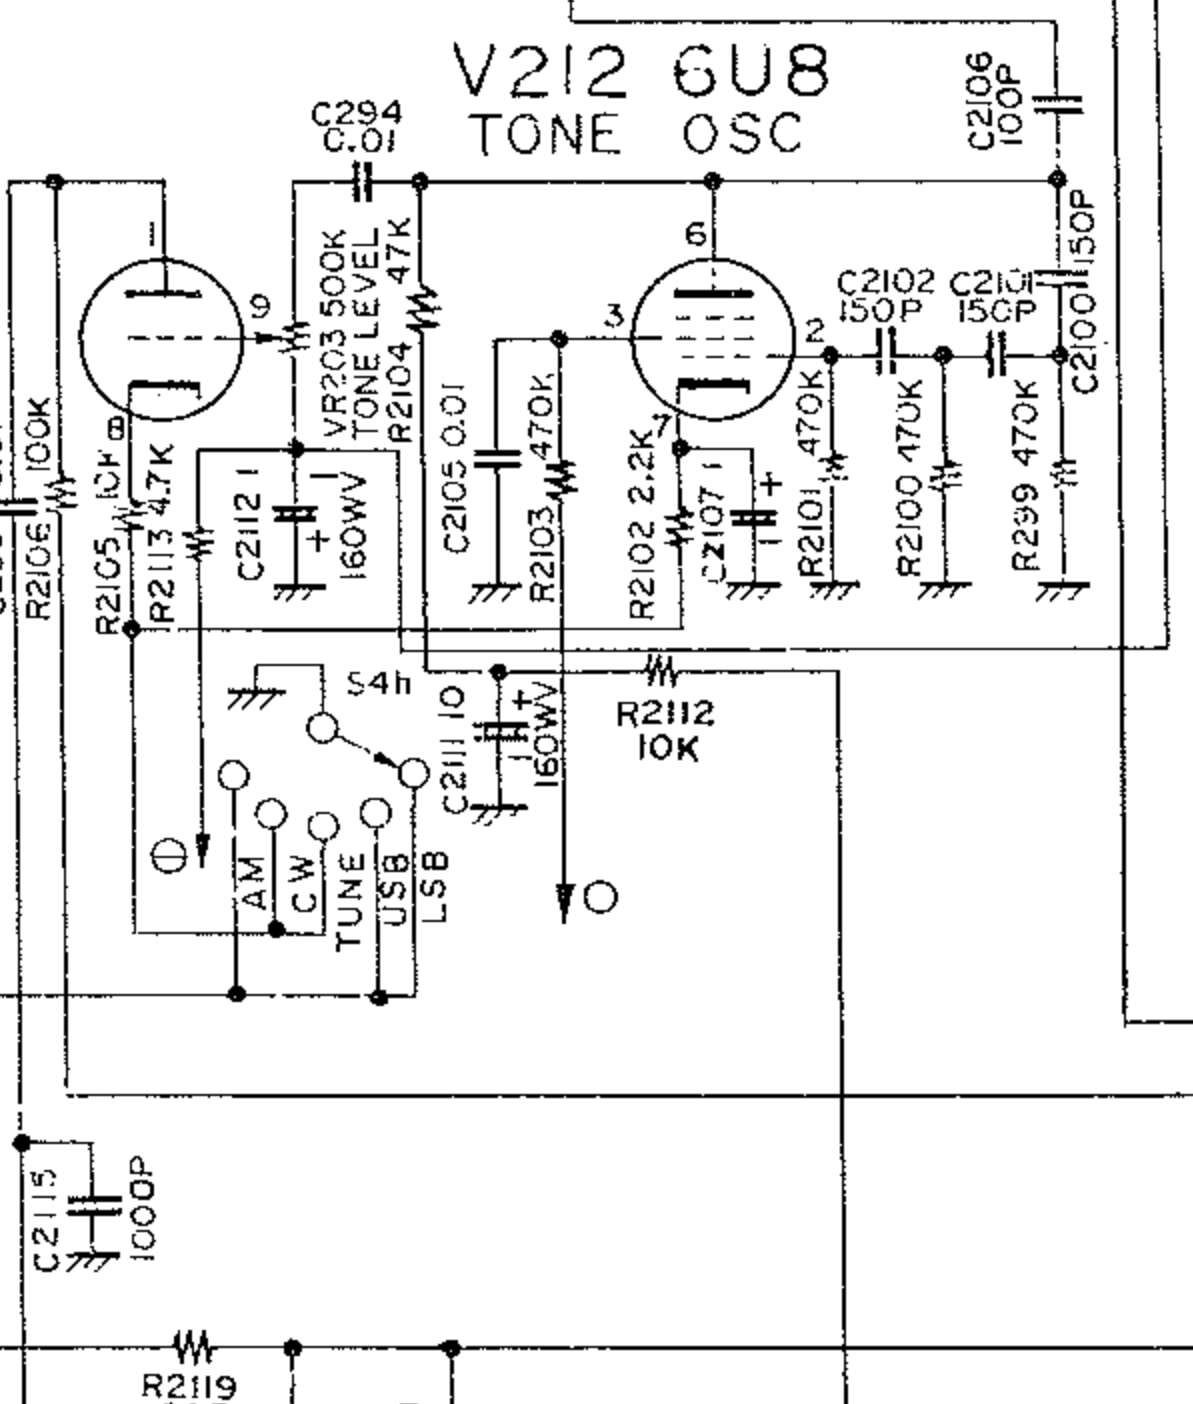 V212 6U8
TONE OSC
C294
0.01
C2106
100P
1
9
VR203 500K
TONE LEVEL
R2104 47K
6
3
2
7
8
C2102
150P
C2101
150P
C2100 150P
R2106 100K
R2105
R2113 4.7K
C2112 1
160WV
+
C2105 0.01
R2103 470K
R2102 2.2K
C2107 1
+
R2101 470K
R2100 470K
R299 470K
S4h
C2111 10
+
160WV
R2112
10K
AM
CW
TUNE
USB
LSB
C2115
1000P
R2119